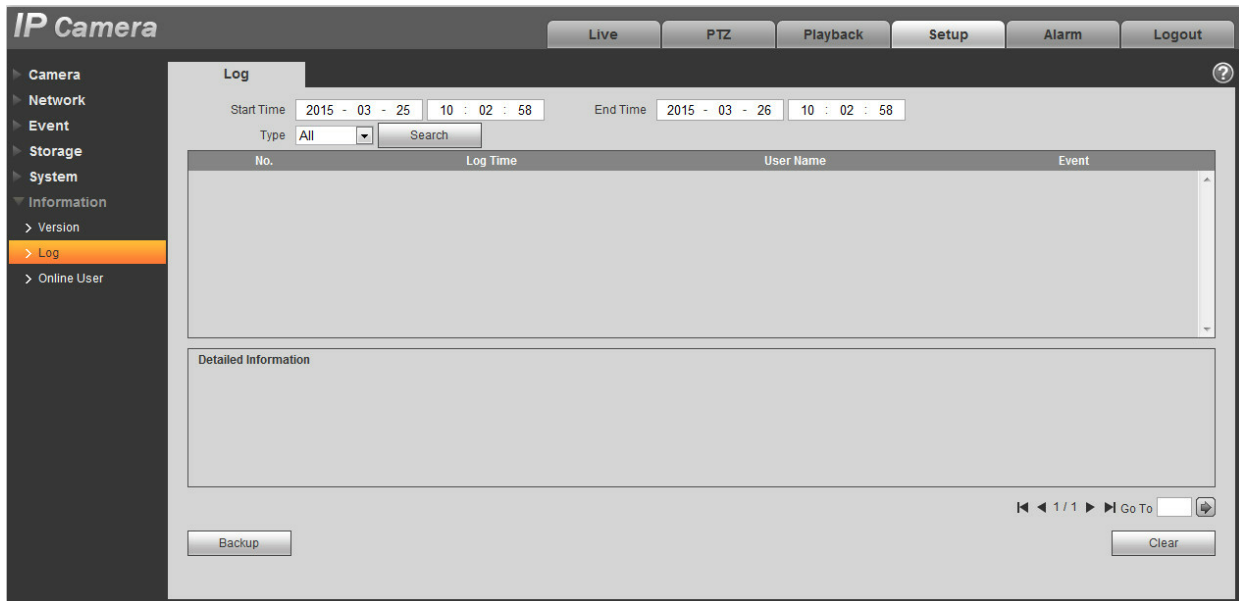 IP Camera
Live PTZ Playback Setup Alarm Logout
Camera
Network
Event
Storage
System
Information
Version
Log
Online User
Log
Start Time 2015 - 03 - 25 10 : 02 : 58 End Time 2015 - 03 - 26 10 : 02 : 58
Type All Search
No. Log Time User Name Event
Detailed Information
1 / 1 Go To
Backup Clear